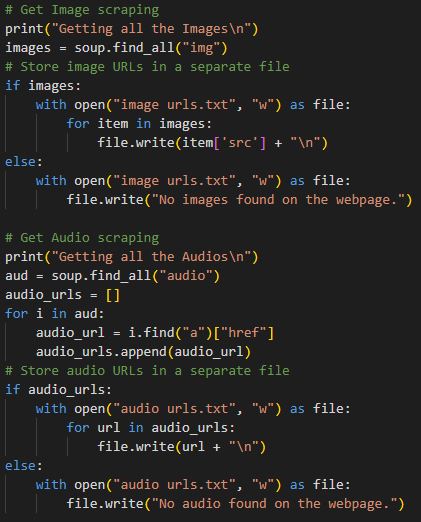 # Get Image scraping
print("Getting all the Images\n")
images = soup.find_all("img")
# Store image URLs in a separate file
if images:
    with open("image urls.txt", "w") as file:
        for item in images:
            file.write(item['src'] + "\n")
else:
    with open("image urls.txt", "w") as file:
        file.write("No images found on the webpage.")

# Get Audio scraping
print("Getting all the Audios\n")
aud = soup.find_all("audio")
audio_urls = []
for i in aud:
    audio_url = i.find("a")["href"]
    audio_urls.append(audio_url)
# Store audio URLs in a separate file
if audio_urls:
    with open("audio urls.txt", "w") as file:
        for url in audio_urls:
            file.write(url + "\n")
else:
    with open("audio urls.txt", "w") as file:
        file.write("No audio found on the webpage.")